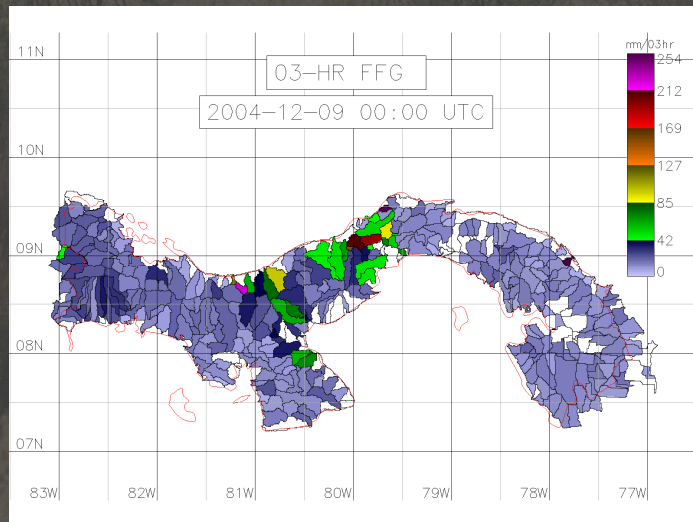 mm/03hr
11N
03-HR FFG
254
2004-12-09 00:00 UTC
212
169
10N
127
85
09N
42
0
08N
07N
83W 82W 81W 80W 79W 78W 77W